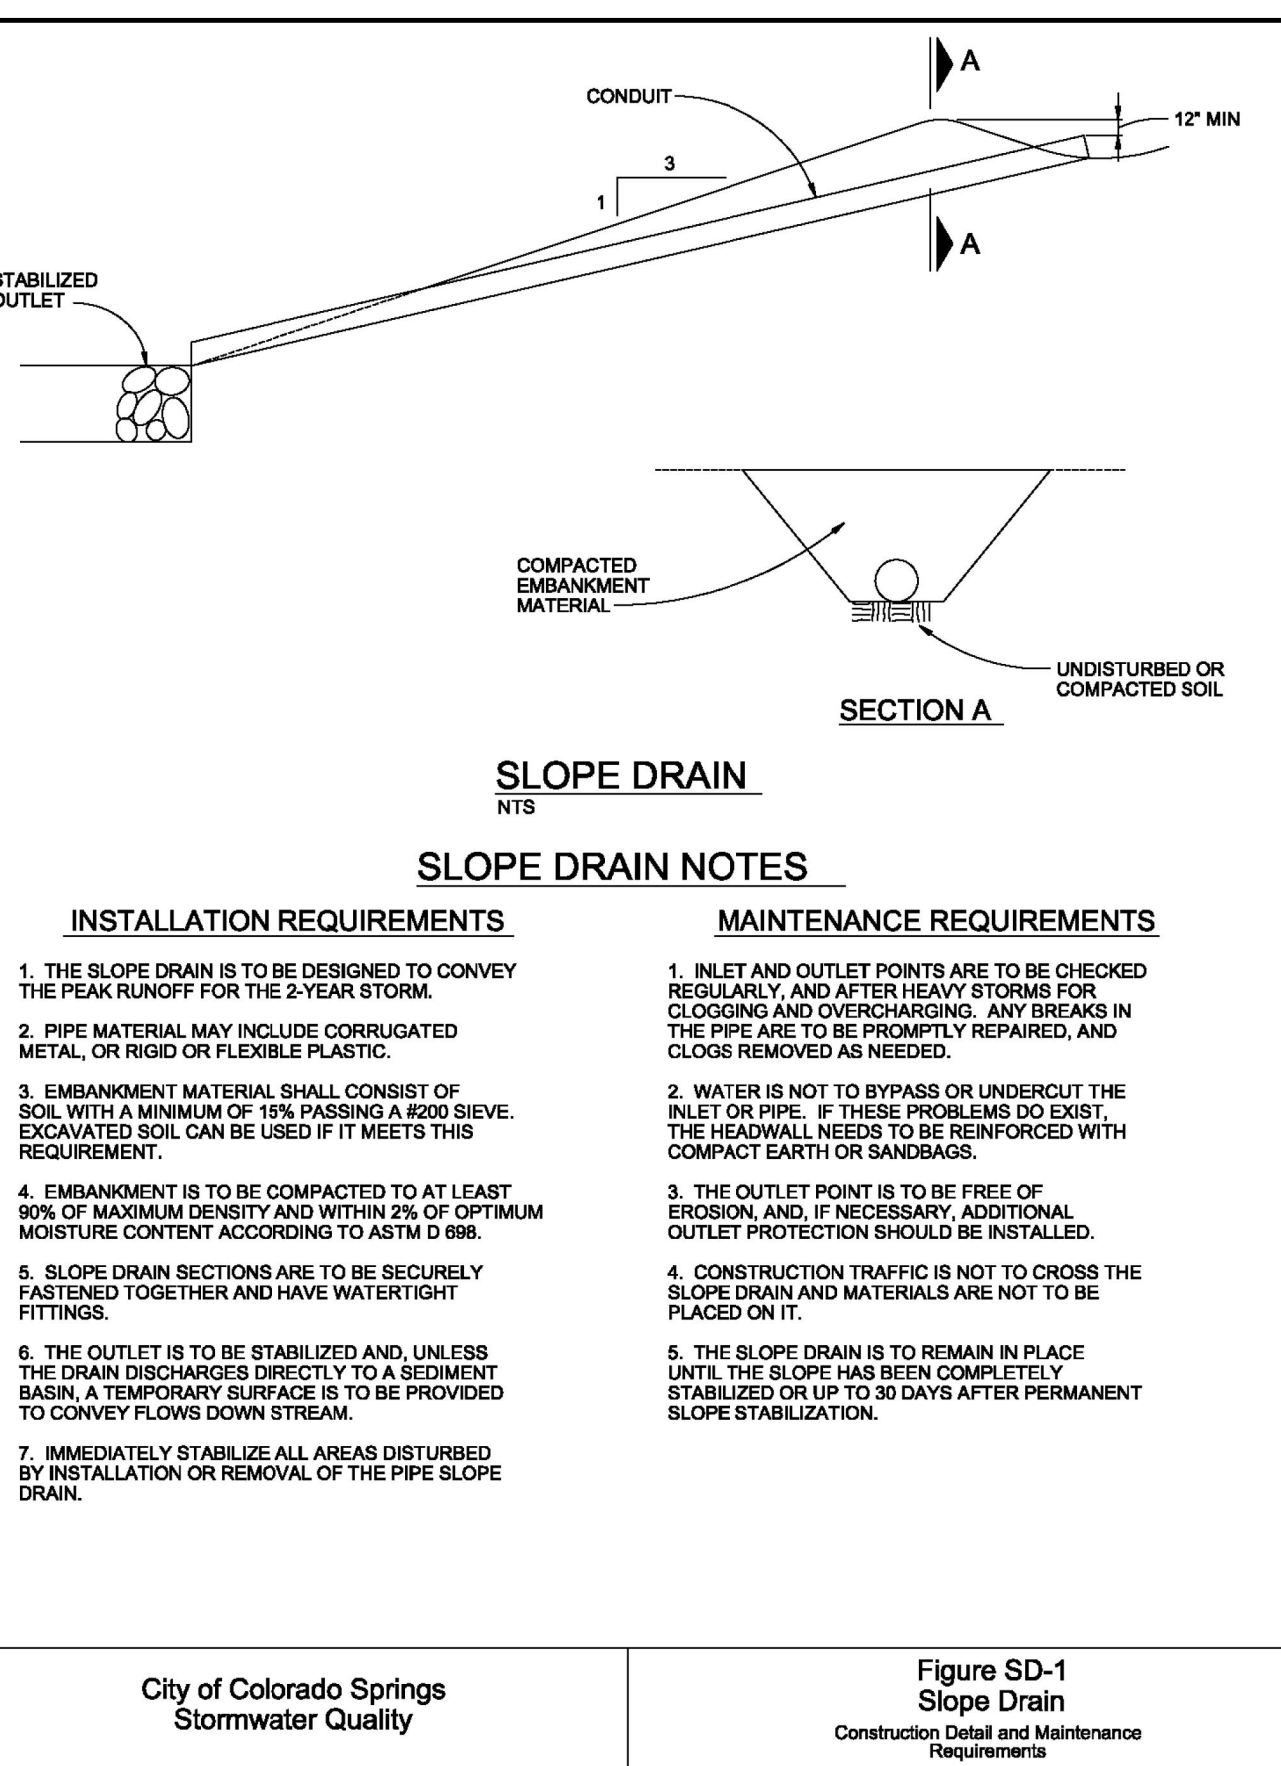 A
CONDUIT
12" MIN
3
1
A
STABILIZED
OUTLET
COMPACTED
EMBANKMENT
MATERIAL
UNDISTURBED OR
COMPACTED SOIL
SECTION A
SLOPE DRAIN
NTS
SLOPE DRAIN NOTES
INSTALLATION REQUIREMENTS
1. THE SLOPE DRAIN IS TO BE DESIGNED TO CONVEY
THE PEAK RUNOFF FOR THE 2-YEAR STORM.
2. PIPE MATERIAL MAY INCLUDE CORRUGATED
METAL, OR RIGID OR FLEXIBLE PLASTIC.
3. EMBANKMENT MATERIAL SHALL CONSIST OF
SOIL WITH A MINIMUM OF 15% PASSING A #200 SIEVE.
EXCAVATED SOIL CAN BE USED IF IT MEETS THIS
REQUIREMENT.
4. EMBANKMENT IS TO BE COMPACTED TO AT LEAST
90% OF MAXIMUM DENSITY AND WITHIN 2% OF OPTIMUM
MOISTURE CONTENT ACCORDING TO ASTM D 698.
5. SLOPE DRAIN SECTIONS ARE TO BE SECURELY
FASTENED TOGETHER AND HAVE WATERTIGHT
FITTINGS.
6. THE OUTLET IS TO BE STABILIZED AND, UNLESS
THE DRAIN DISCHARGES DIRECTLY TO A SEDIMENT
BASIN, A TEMPORARY SURFACE IS TO BE PROVIDED
TO CONVEY FLOWS DOWN STREAM.
7. IMMEDIATELY STABILIZE ALL AREAS DISTURBED
BY INSTALLATION OR REMOVAL OF THE PIPE SLOPE
DRAIN.
MAINTENANCE REQUIREMENTS
1. INLET AND OUTLET POINTS ARE TO BE CHECKED
REGULARLY, AND AFTER HEAVY STORMS FOR
CLOGGING AND OVERCHARGING. ANY BREAKS IN
THE PIPE ARE TO BE PROMPTLY REPAIRED, AND
CLOGS REMOVED AS NEEDED.
2. WATER IS NOT TO BYPASS OR UNDERCUT THE
INLET OR PIPE. IF THESE PROBLEMS DO EXIST,
THE HEADWALL NEEDS TO BE REINFORCED WITH
COMPACT EARTH OR SANDBAGS.
3. THE OUTLET POINT IS TO BE FREE OF
EROSION, AND, IF NECESSARY, ADDITIONAL
OUTLET PROTECTION SHOULD BE INSTALLED.
4. CONSTRUCTION TRAFFIC IS NOT TO CROSS THE
SLOPE DRAIN AND MATERIALS ARE NOT TO BE
PLACED ON IT.
5. THE SLOPE DRAIN IS TO REMAIN IN PLACE
UNTIL THE SLOPE HAS BEEN COMPLETELY
STABILIZED OR UP TO 30 DAYS AFTER PERMANENT
SLOPE STABILIZATION.
City of Colorado Springs
Stormwater Quality
Figure SD-1
Slope Drain
Construction Detail and Maintenance
Requirements